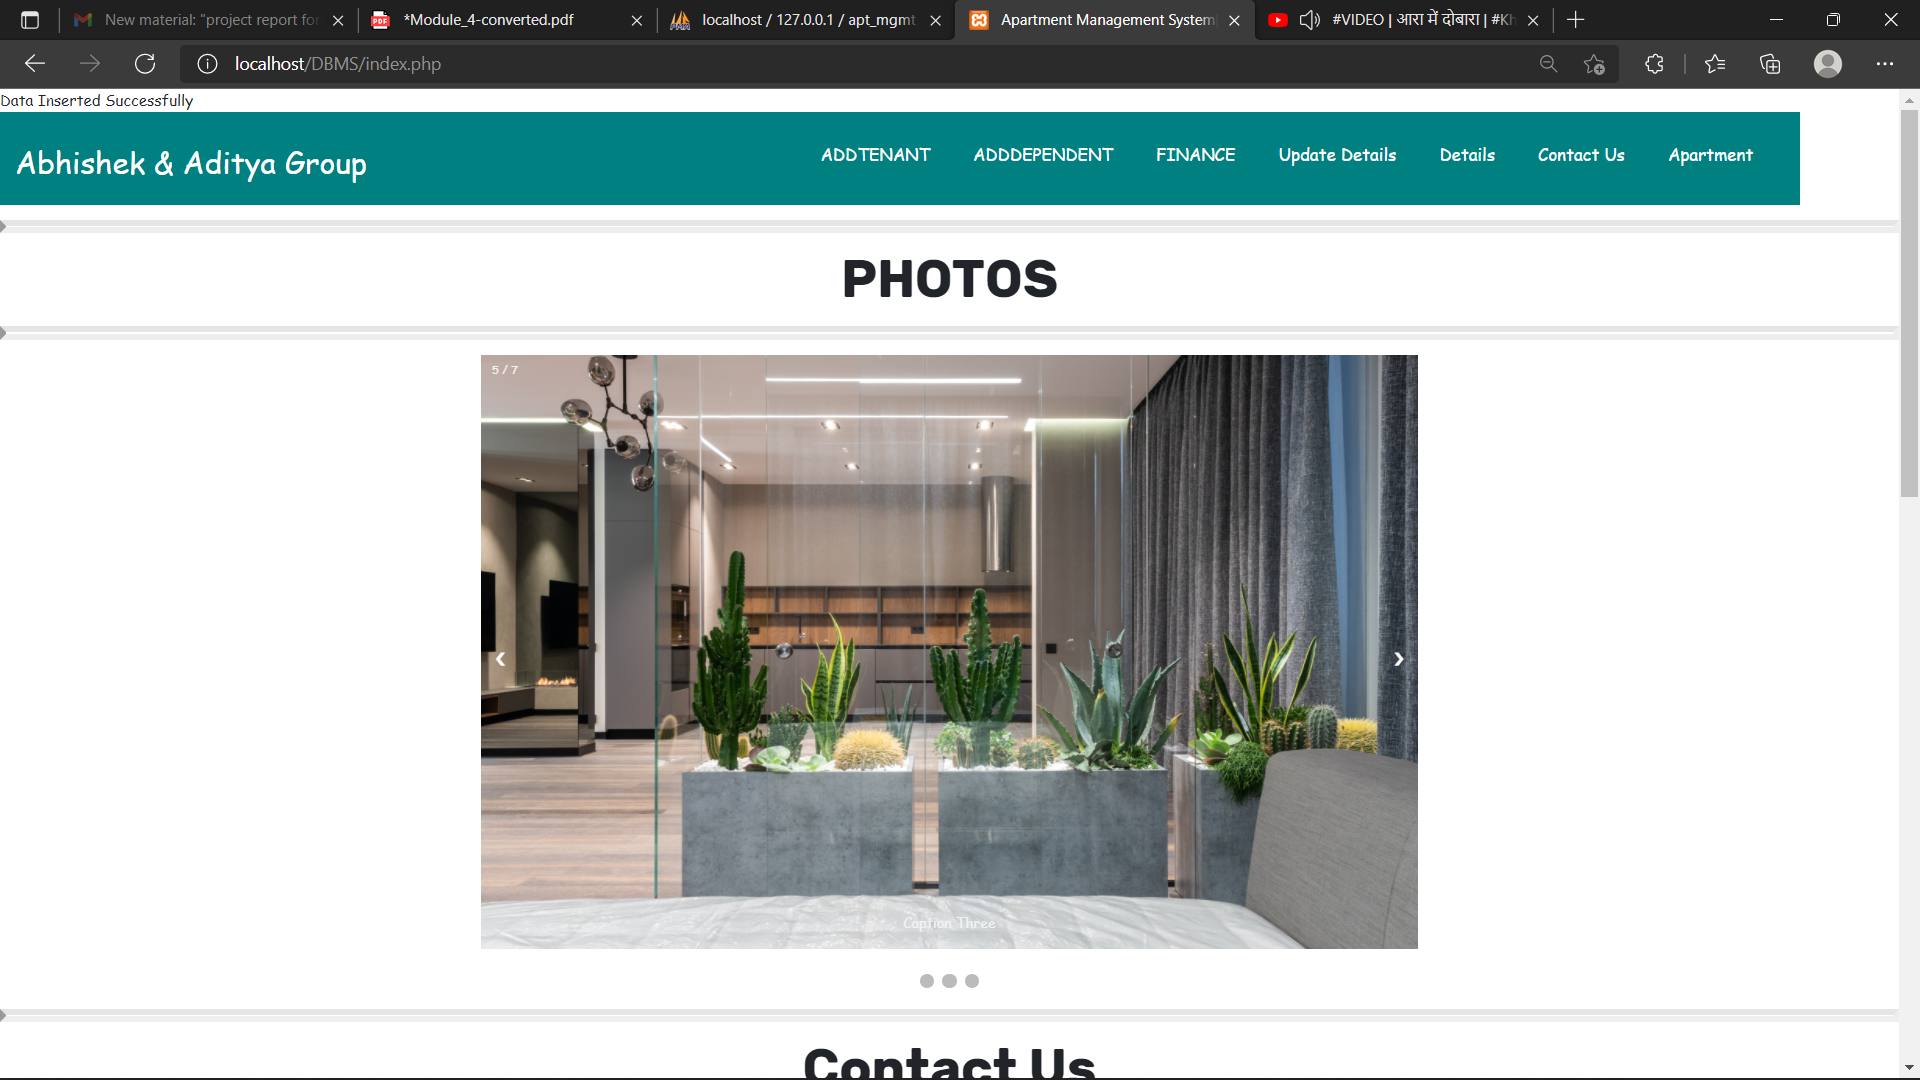 New material: "project report for
*Module_4-converted.pdf
localhost / 127.0.0.1 / apt_mgmt
Apartment Management System
#VIDEO | आरा में दोबारा | #Kh
localhost/DBMS/index.php
Data Inserted Successfully
Abhishek & Aditya Group
ADDTENANT
ADDDEPENDENT
FINANCE
Update Details
Details
Contact Us
Apartment
PHOTOS
5 / 7
Caption Three
Contact Us